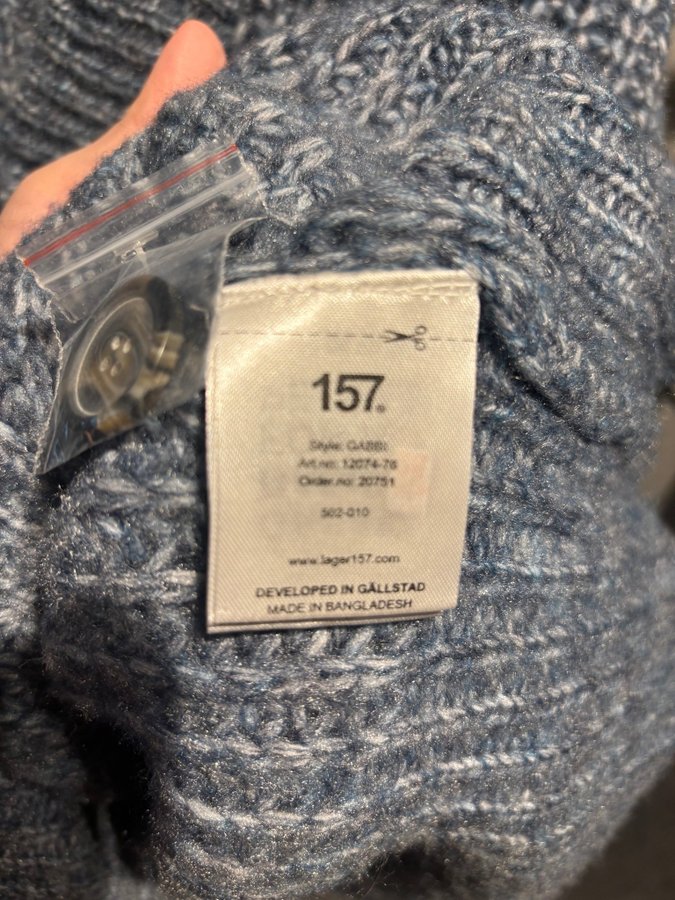 157.
Style: GABBI
Art.no: 12074-76
Order.no: 20751
502-010
www.lager157.com
DEVELOPED IN GÄLLSTAD
MADE IN BANGLADESH